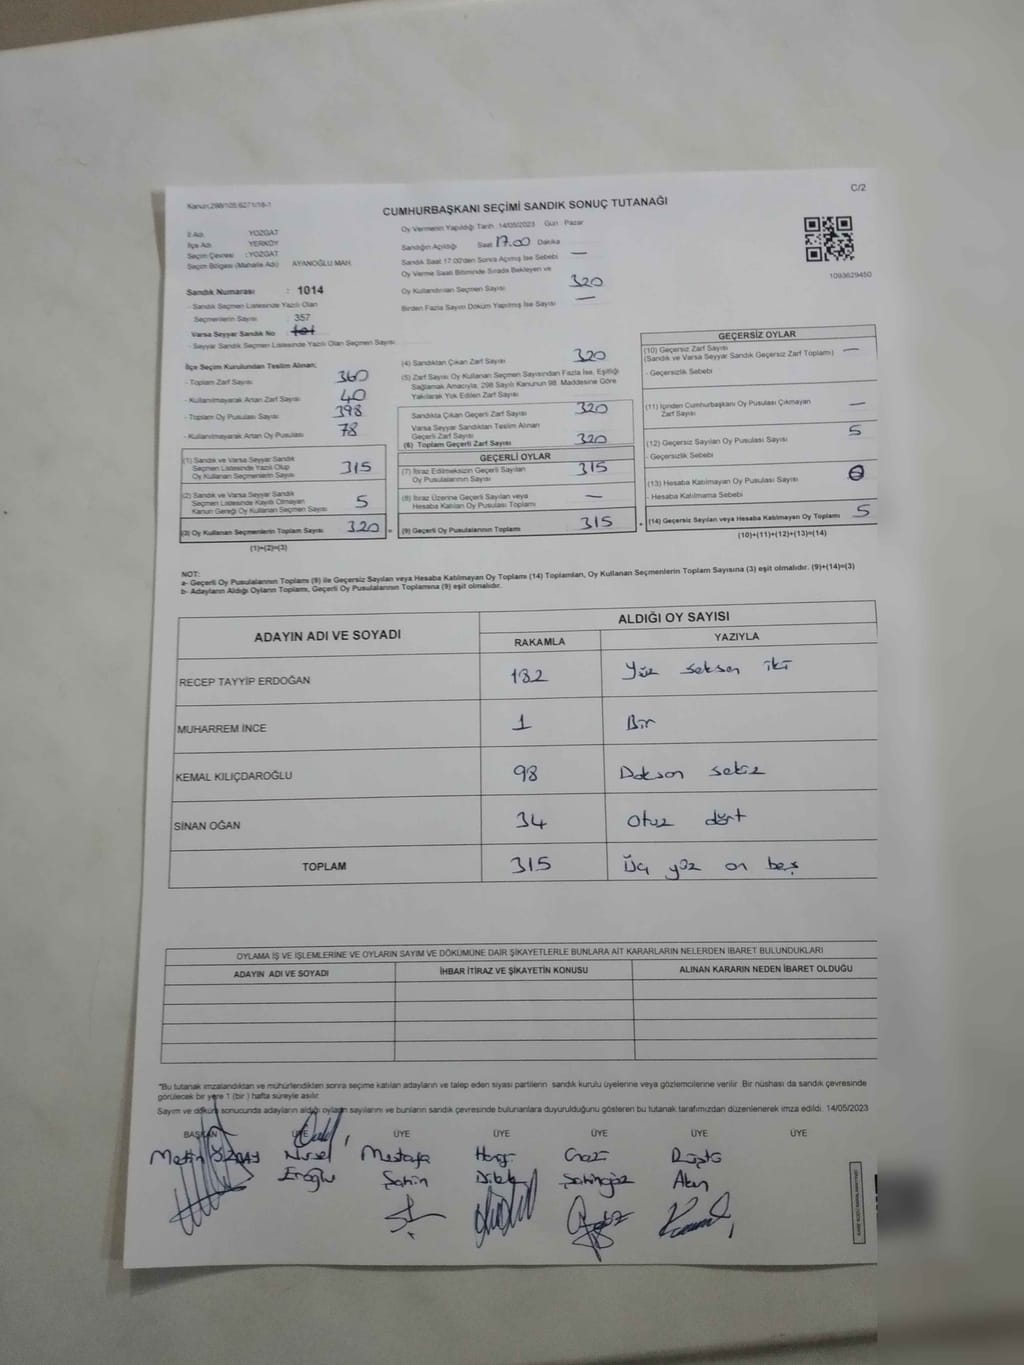 Kanun:298/105.6271/18-1
C/2
CUMHURBAŞKANI SEÇİMİ SANDIK SONUÇ TUTANAĞI
İl Adı YOZGAT
İlçe Adı YERKÖY
Seçim Çevresi :YOZGAT
Seçim Bölgesi (Mahalle Adı) AYANOĞLU MAH.
Sandık Numarası : 1014
- Sandık Seçmen Listesinde Yazılı Olan
Seçmenlerin Sayısı : 357
Varsa Seyyar Sandık No
- Seyyar Sandık Seçmen Listesinde Yazılı Olan Seçmen Sayısı
Oy Vermenin Yapıldığı Tarih :14/05/2023 Gün : Pazar
Sandığın Açıldığı Saat 17.00 Dakika
Sandık Saat 17:00'den Sonra Açılmış İse Sebebi —
Oy Verme Saati Bitiminde Sırada Bekleyen ve
Oy Kullandırılan Seçmen Sayısı 320
Birden Fazla Sayım Döküm Yapılmış İse Sayısı —
1093629450
İlçe Seçim Kurulundan Teslim Alınan;
- Toplam Zarf Sayısı 360
- Kullanılmayarak Artan Zarf Sayısı 40
- Toplam Oy Pusulası Sayısı 398
- Kullanılmayarak Artan Oy Pusulası 78
(1) Sandık ve Varsa Seyyar Sandık
Seçmen Listesinde Yazılı Olup
Oy Kullanan Seçmenlerin Sayısı 315
(2) Sandık ve Varsa Seyyar Sandık
Seçmen Listesinde Kayıtlı Olmayan
Kanun Gereği Oy Kullanan Seçmen Sayısı 5
(3) Oy Kullanan Seçmenlerin Toplam Sayısı 320
(1)+(2)=(3)
(4) Sandıktan Çıkan Zarf Sayısı 320
(5) Zarf Sayısı Oy Kullanan Seçmen Sayısından Fazla İse, Eşitliği
Sağlamak Amacıyla; 298 Sayılı Kanunun 98. Maddesine Göre
Yakılarak Yok Edilen Zarf Sayısı
Sandıkta Çıkan Geçerli Zarf Sayısı 320
Varsa Seyyar Sandıktan Teslim Alınan
Geçerli Zarf Sayısı
(6) Toplam Geçerli Zarf Sayısı 320
GEÇERLİ OYLAR
(7) İtiraz Edilmeksizin Geçerli Sayılan
Oy Pusulalarının Sayısı 315
(8) İtiraz Üzerine Geçerli Sayılan veya
Hesaba Katılan Oy Pusulası Toplamı —
(9) Geçerli Oy Pusulalarının Toplamı 315
GEÇERSİZ OYLAR
(10) Geçersiz Zarf Sayısı —
(Sandık ve Varsa Seyyar Sandık Geçersiz Zarf Toplamı)
- Geçersizlik Sebebi
(11) İçinden Cumhurbaşkanı Oy Pusulası Çıkmayan
Zarf Sayısı —
(12) Geçersiz Sayılan Oy Pusulası Sayısı 5
- Geçersizlik Sebebi
(13) Hesaba Katılmayan Oy Pusulası Sayısı
- Hesaba Katılmama Sebebi
(14) Geçersiz Sayılan veya Hesaba Katılmayan Oy Toplamı 5
(10)+(11)+(12)+(13)=(14)
NOT:
a- Geçerli Oy Pusulalarının Toplamı (9) ile Geçersiz Sayılan veya Hesaba Katılmayan Oy Toplamı (14) Toplamları, Oy Kullanan Seçmenlerin Toplam Sayısına (3) eşit olmalıdır. (9)+(14)=(3)
b- Adayların Aldığı Oyların Toplamı, Geçerli Oy Pusulalarının Toplamına (9) eşit olmalıdır.
ADAYIN ADI VE SOYADI
ALDIĞI OY SAYISI
RAKAMLA YAZIYLA
RECEP TAYYİP ERDOĞAN 182 Yüz seksen iki
MUHARREM İNCE 1 Bir
KEMAL KILIÇDAROĞLU 98 Doksan sekiz
SİNAN OĞAN 34 Otuz dört
TOPLAM 315 Üç yüz on beş
OYLAMA İŞ VE İŞLEMLERİNE VE OYLARIN SAYIM VE DÖKÜMÜNE DAİR ŞİKAYETLERLE BUNLARA AİT KARARLARIN NELERDEN İBARET BULUNDUKLARI
ADAYIN ADI VE SOYADI İHBAR İTİRAZ VE ŞİKAYETİN KONUSU ALINAN KARARIN NEDEN İBARET OLDUĞU
"Bu tutanak imzalandıktan ve mühürlendikten sonra seçime katılan adayların ve talep eden siyasi partilerin sandık kurulu üyelerine veya gözlemcilerine verilir. Bir nüshası da sandık çevresinde
görülecek bir yere 1 (bir ) hafta süreyle asılır.
Sayım ve döküm sonucunda adayların aldığı oyların sayılarını ve bunların sandık çevresinde bulunanlara duyurulduğunu gösteren bu tutanak tarafımızdan düzenlenerek imza edildi. 14/05/2023
BAŞKAN ÜYE ÜYE ÜYE ÜYE ÜYE ÜYE
Metin Nursel Mustafa
Eroğlu Şahin Şahingöz